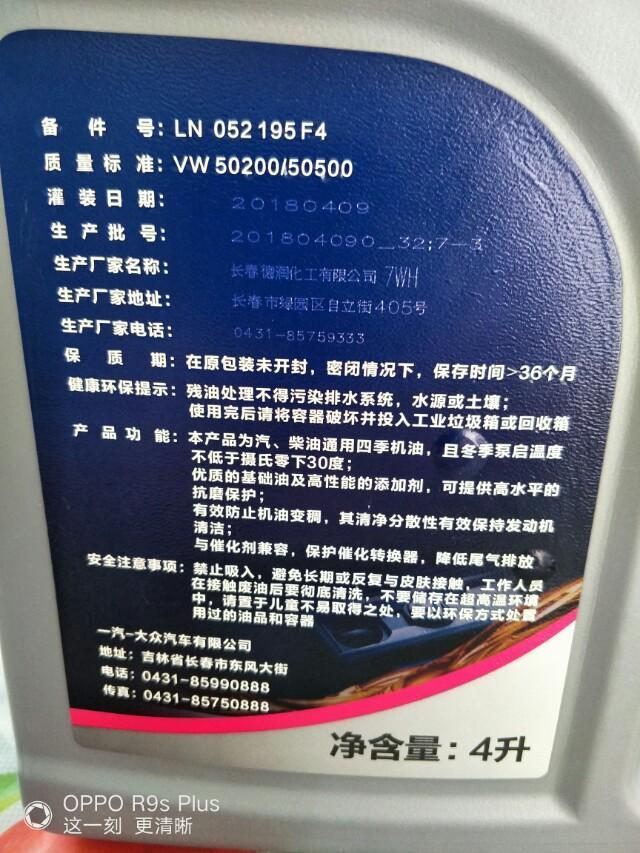 备件号：LN 052 195 F4
质量标准：VW 50200/50500
灌装日期：20180409
生产批号：201804090_32;7-3
生产厂家名称：长春德润化工有限公司 7WH
生产厂家地址：长春市绿园区自立街405号
生产厂家电话：0431-85759333
保质期：在原包装未开封，密闭情况下，保存时间>36个月
健康环保提示：残油处理不得污染排水系统，水源或土壤；
使用完后请将容器破坏并投入工业垃圾箱或回收箱
产品功能：本产品为汽、柴油通用四季机油，且冬季泵启温度
不低于摄氏零下30度；
优质的基础油及高性能的添加剂，可提供高水平的
抗磨保护；
有效防止机油变稠，其清净分散性有效保持发动机
清洁；
与催化剂兼容，保护催化转换器，降低尾气排放
安全注意事项：禁止吸入，避免长期或反复与皮肤接触，工作人员
在接触废油后要彻底清洗，不要储存在超高温环境
中，请置于儿童不易取得之处，要以环保方式处置
用过的油品和容器
一汽-大众汽车有限公司
地址：吉林省长春市东风大街
电话：0431-85990888
传真：0431-85750888
净含量：4升
OPPO R9s Plus
这一刻 更清晰